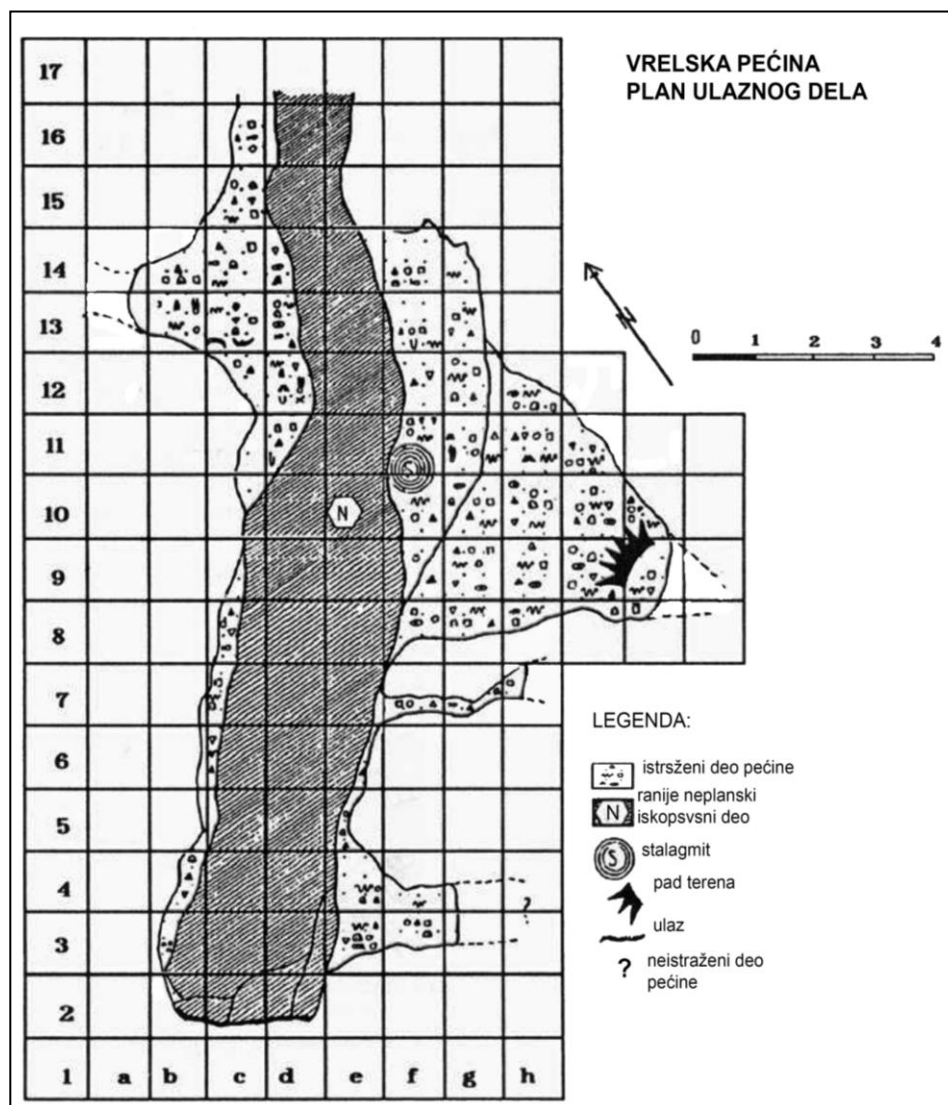 VRELSKA PEĆINA
PLAN ULAZNOG DELA
17
16
15
14
13
12
11
10
9
8
7
6
5
4
3
2
1 a b c d e f g h
N
0 1 2 3 4
S
N
?
LEGENDA:
istrsženi deo pećine
N ranije neplanski
iskopsvsni deo
S stalagmit
pad terena
ulaz
? neistraženi deo
pećine